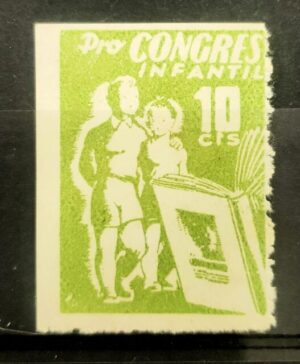 Pro CONGRES
INFANTIL
10
cts